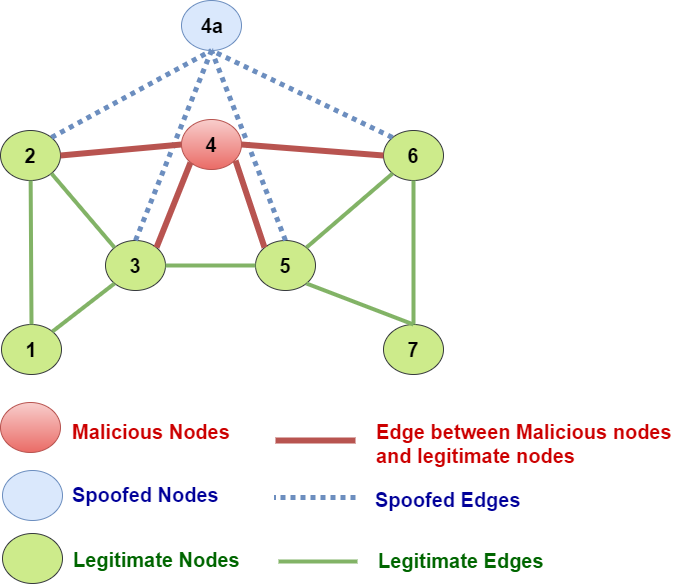 4a
2
4
6
3
5
1
7
Malicious Nodes
Edge between Malicious nodes
and legitimate nodes
Spoofed Nodes
Spoofed Edges
Legitimate Nodes
Legitimate Edges